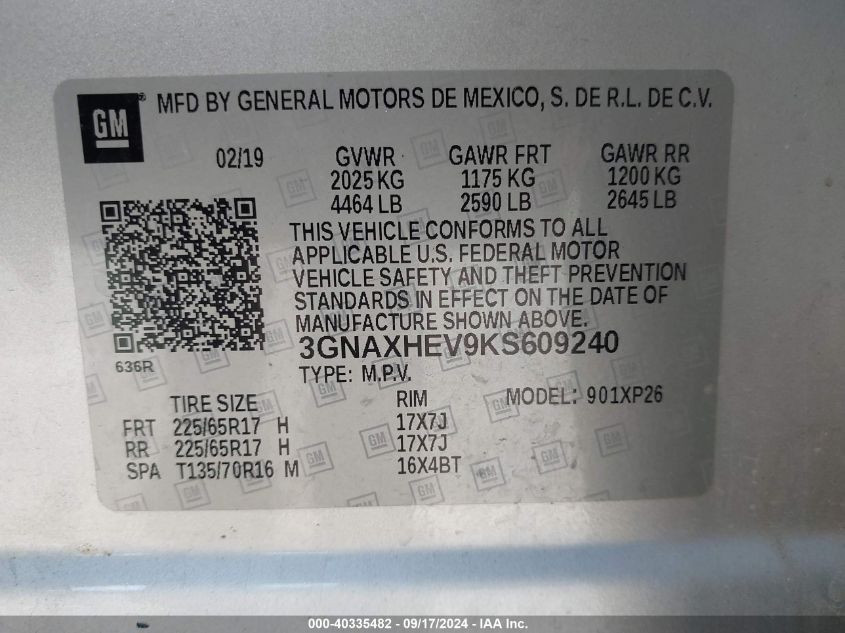 GM ® MFD BY GENERAL MOTORS DE MEXICO, S. DE R.L. DE C.V.
02/19 GVWR GAWR FRT GAWR RR
2025 KG 1175 KG 1200 KG
4464 LB 2590 LB 2645 LB
THIS VEHICLE CONFORMS TO ALL
APPLICABLE U.S. FEDERAL MOTOR
VEHICLE SAFETY AND THEFT PREVENTION
STANDARDS IN EFFECT ON THE DATE OF
MANUFACTURE SHOWN ABOVE.
3GNAXHEV9KS609240
636R
TYPE: M.P.V.
MODEL: 901XP26
TIRE SIZE RIM
FRT 225/65R17 H 17X7J
RR 225/65R17 H 17X7J
SPA T135/70R16 M 16X4BT
000-40335482 - 09/17/2024 - IAA Inc.